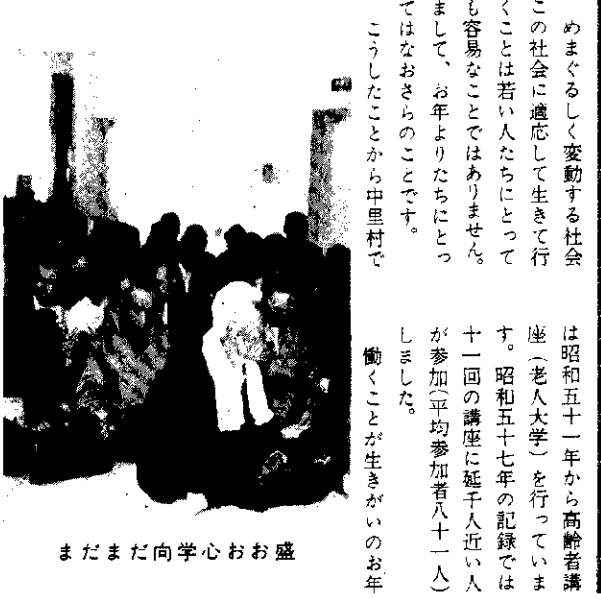 めまぐるしく変動する社会
この社会に適応して生きて行
くことは若い人たちにとって
も容易なことではありません。
まして、お年よりたちにとっ
てはなおさらのことです。
こうしたことから中里村で
は昭和五十一年から高齢者講
座(老人大学)を行っていま
す。昭和五十七年の記録では
十一回の講座に延千人近い人
が参加(平均参加者八十一人)
しました。
働くことが生きがいのお年
まだまだ向学心おお盛